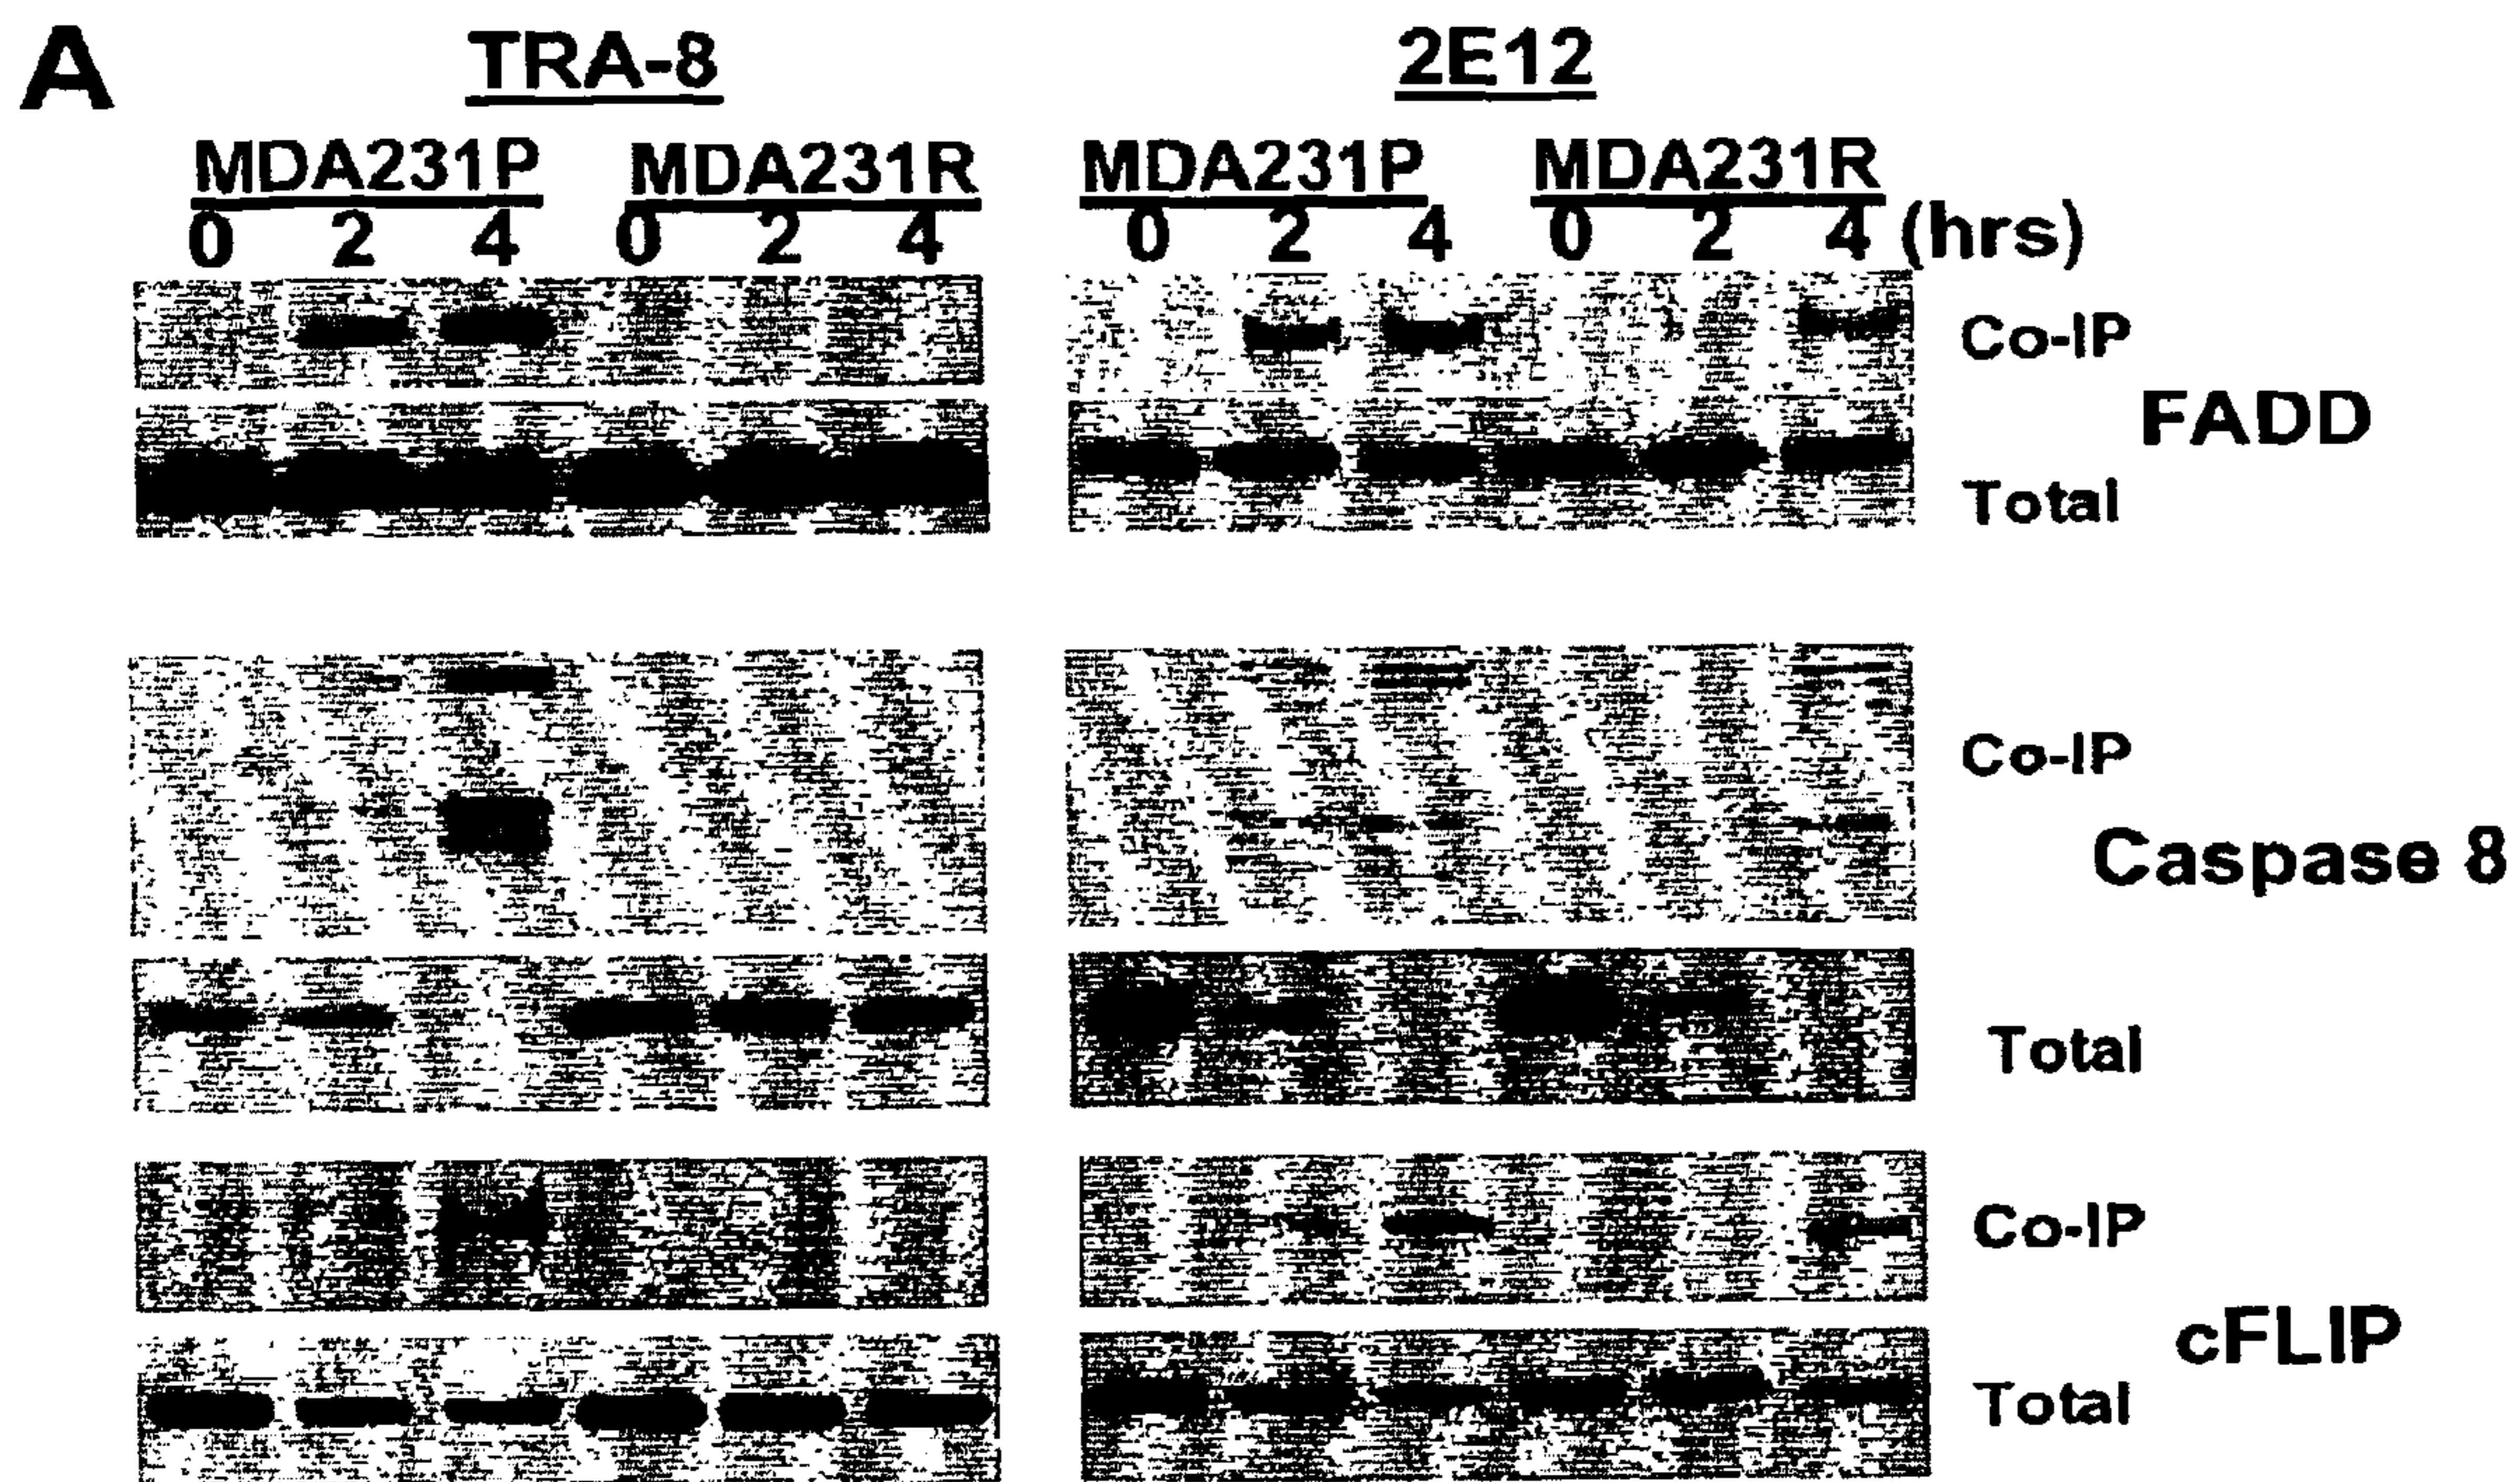 A
TRA-8 2E12
MDA231P MDA231R MDA231P MDA231R
0 2 4 0 2 4 0 2 4 0 2 4 (hrs)
Co-IP
FADD
Total
Co-IP
Caspase 8
Total
Co-IP
cFLIP
Total